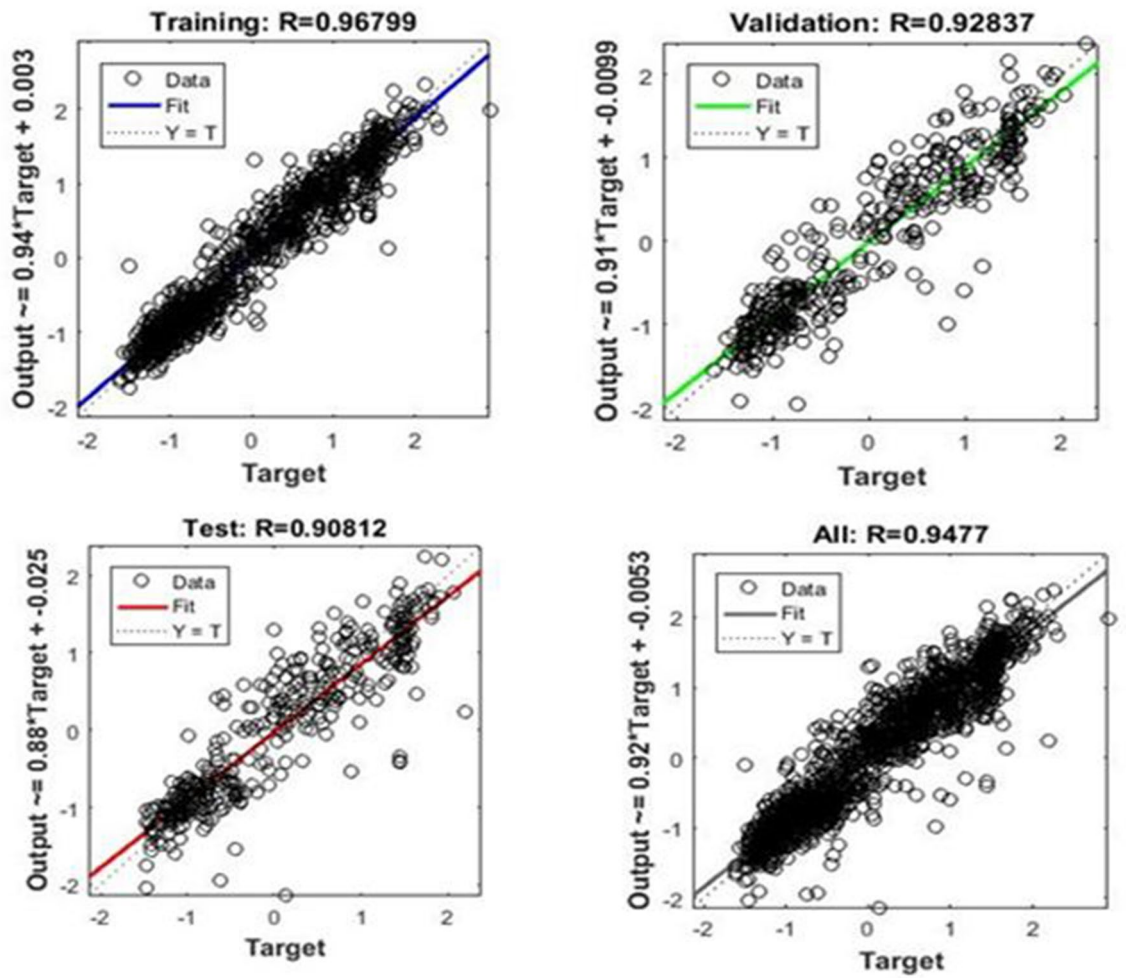 Training: R=0.96799
Output ~= 0.94*Target + 0.003
Data
Fit
Y = T
2
1
0
-1
-2
-2 -1 0 1 2
Target
Validation: R=0.92837
Output ~= 0.91*Target + -0.0099
Data
Fit
Y = T
2
1
0
-1
-2
-2 -1 0 1 2
Target
Test: R=0.90812
Output ~= 0.88*Target + -0.025
Data
Fit
Y = T
2
1
0
-1
-2
-2 -1 0 1 2
Target
All: R=0.9477
Output ~= 0.92*Target + -0.0053
Data
Fit
Y = T
2
1
0
-1
-2
-2 -1 0 1 2
Target